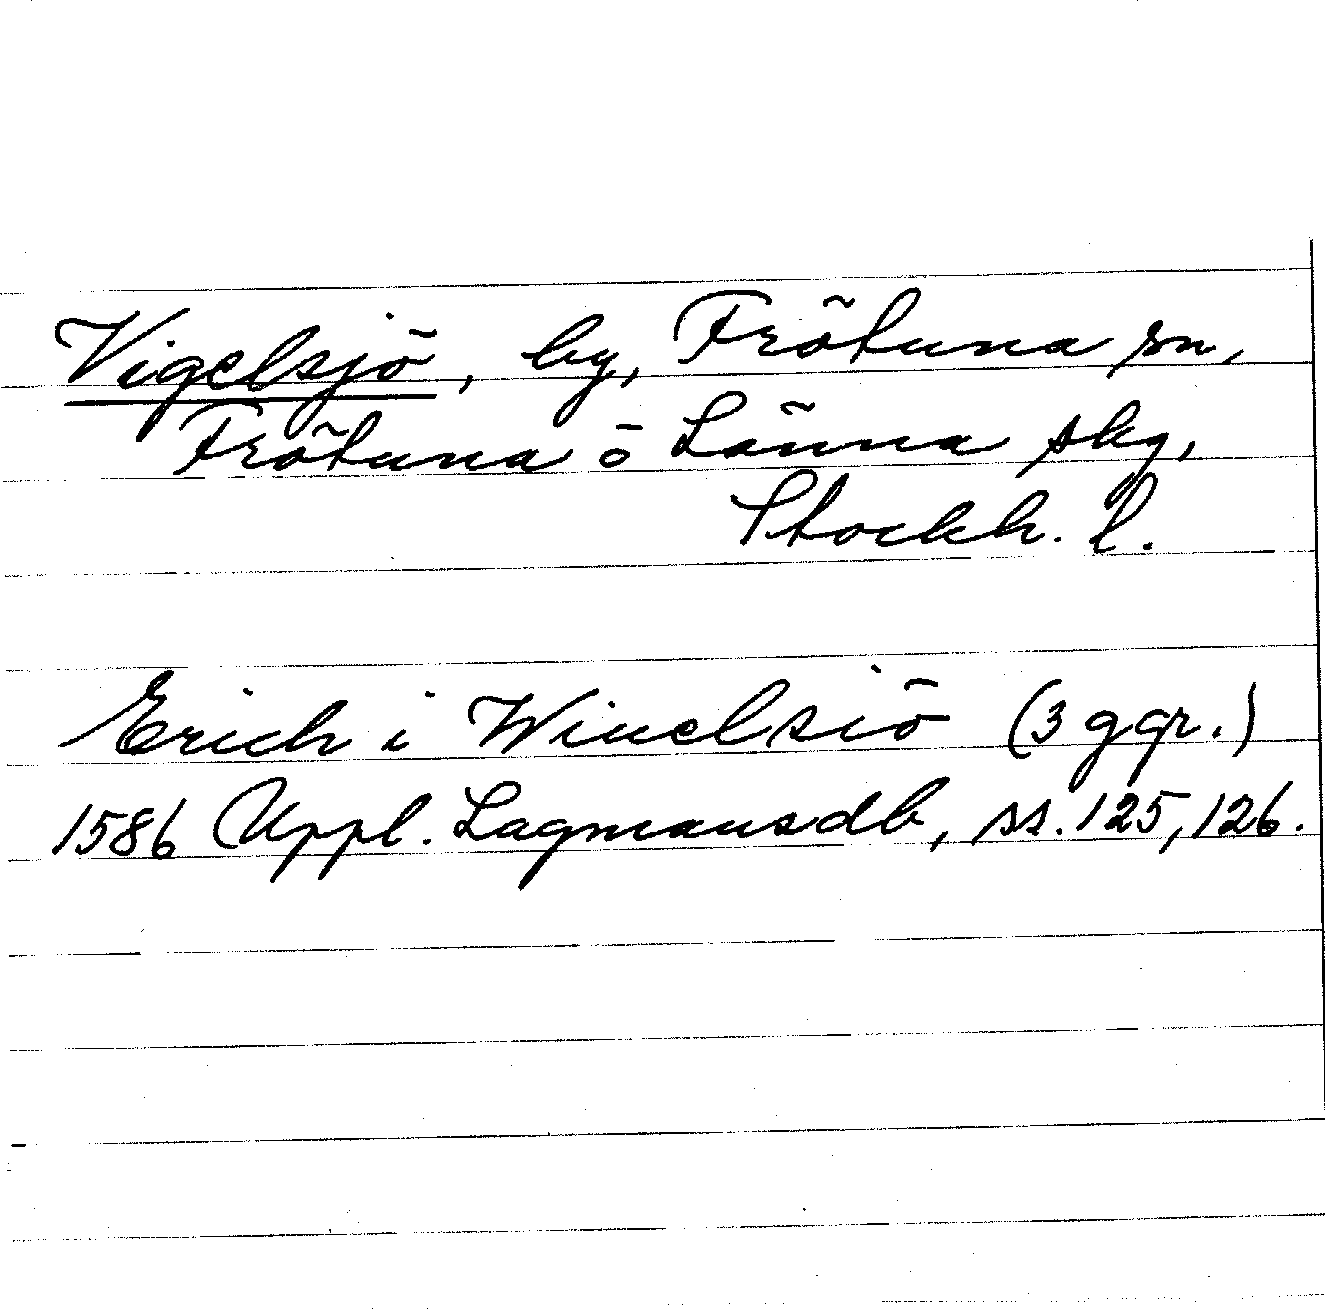 Vigelsjö, by, Frötuna sn,
Frötuna o Länna skg,
Stockh. l.
Erich i Winelsiö (3 ggr.)
1586 Uppl. Lagmansdb, ss. 125, 126.